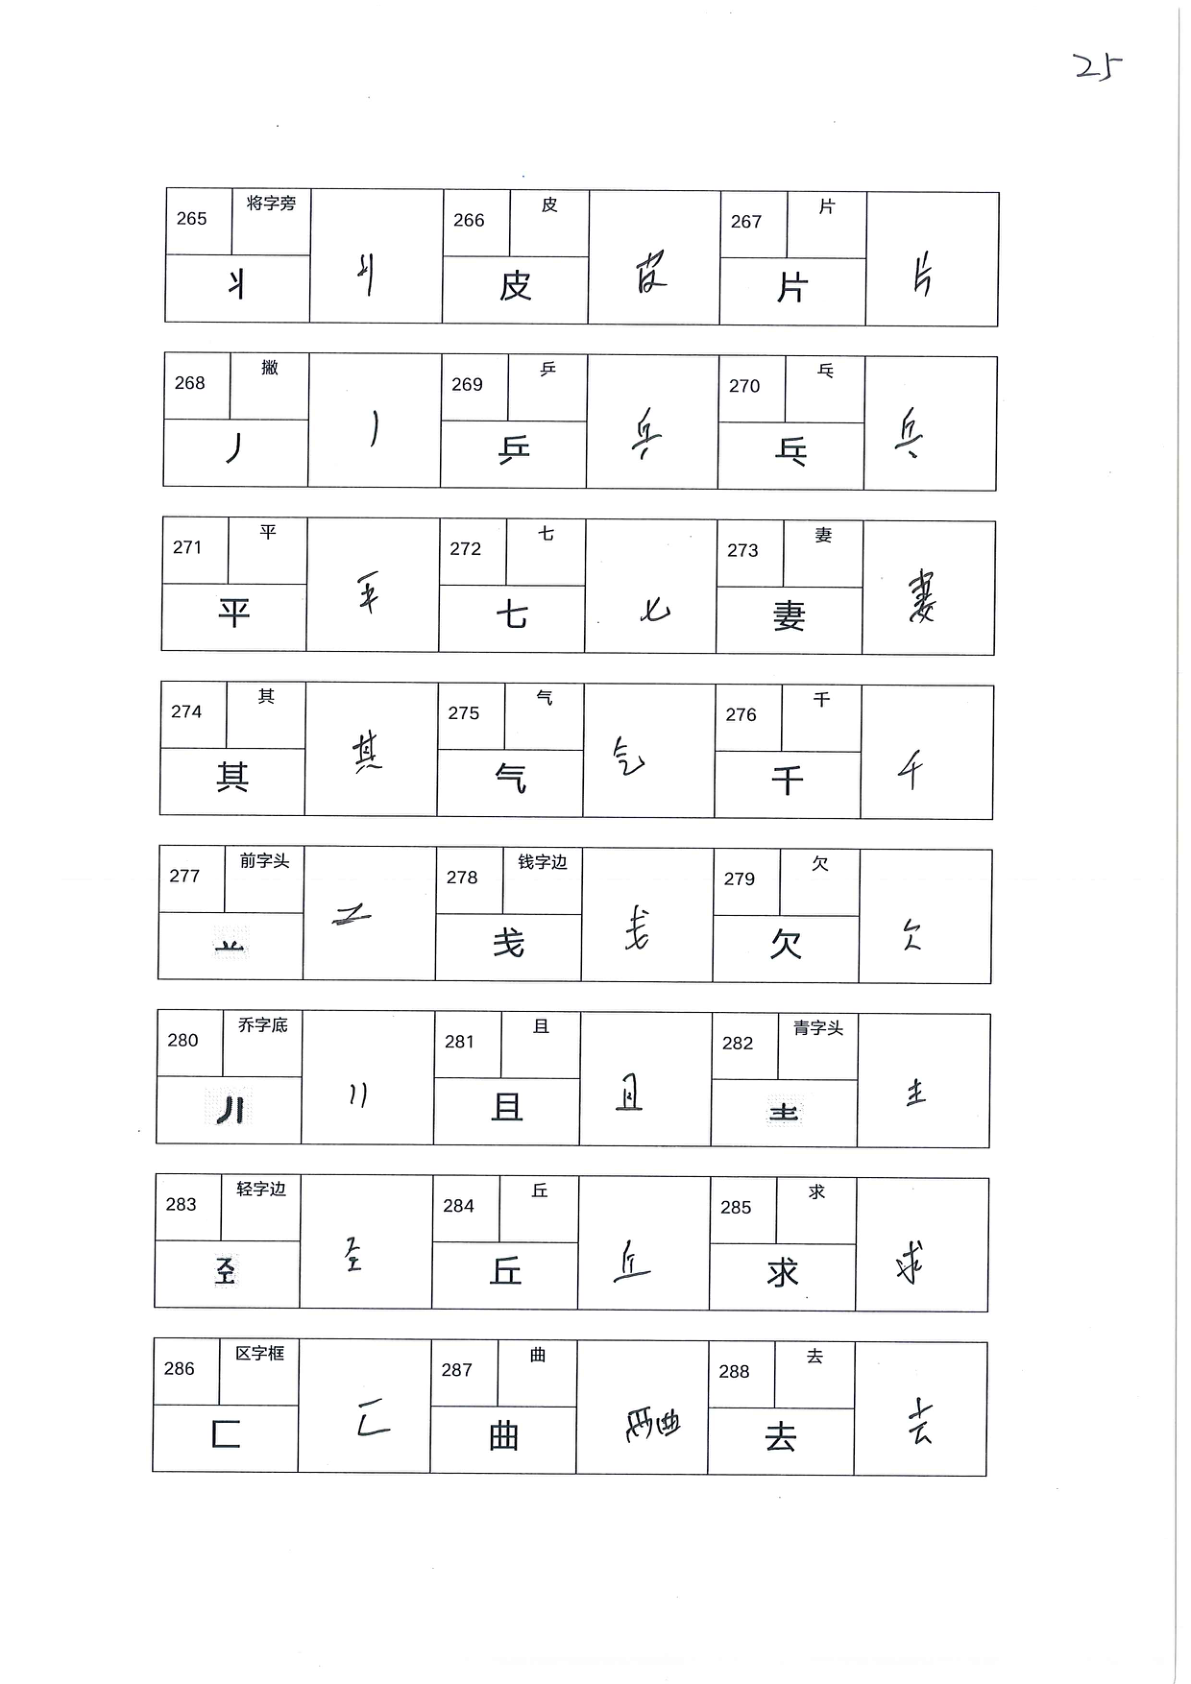 25
265 将字旁 丬 丬 266 皮 皮 皮 267 片 片 片
268 撇 丿 丿 269 乒 乒 乒 270 乓 乓 乓
271 平 平 平 272 七 七 七 273 妻 妻 妻
274 其 其 其 275 气 气 气 276 千 千 千
277 前字头 䒑 278 钱字边 戋 戋 279 欠 欠 欠
280 乔字底 281 且 且 且 282 青字头 龶 龶
283 轻字边 𢀖 𢀖 284 丘 丘 丘 285 求 求 求
286 区字框 匚 匚 287 曲 曲 曲 288 去 去 去